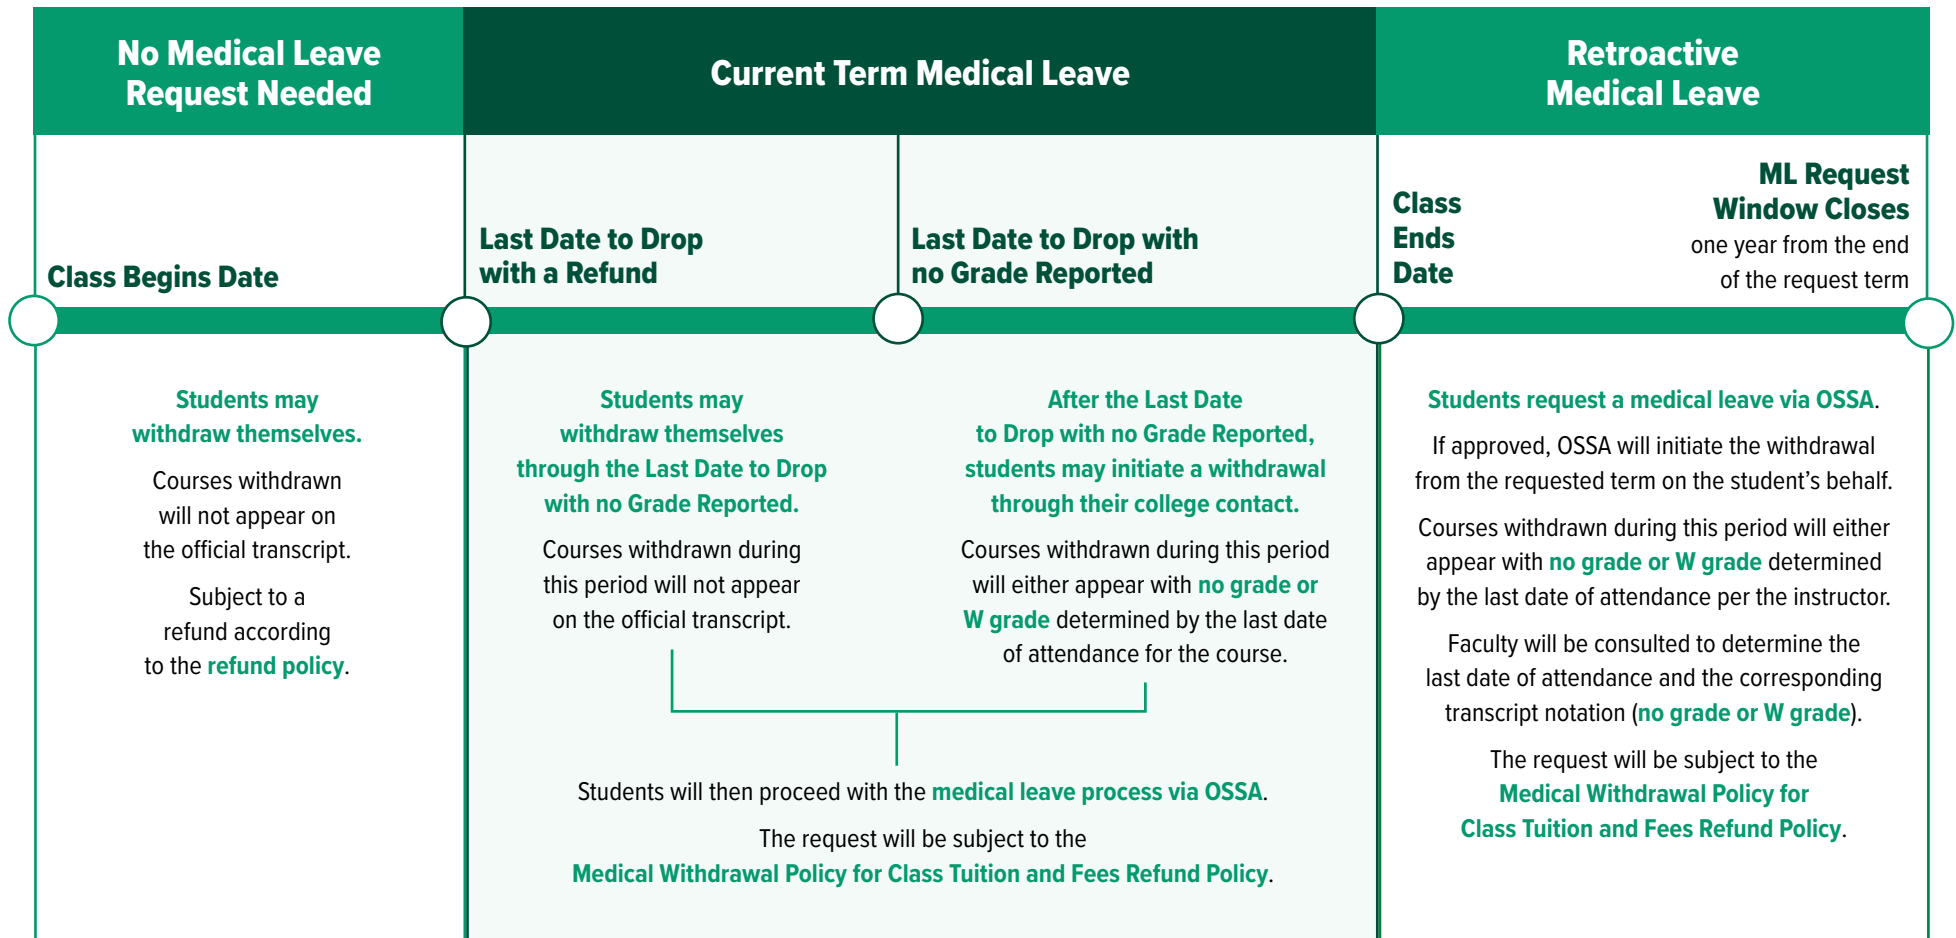 No Medical Leave
Request Needed
Current Term Medical Leave
Retroactive
Medical Leave
Class Begins Date
Last Date to Drop
with a Refund
Last Date to Drop with
no Grade Reported
Class
Ends
Date
ML Request
Window Closes
one year from the end
of the request term
Students may
withdraw themselves.
Courses withdrawn
will not appear on
the official transcript.
Subject to a
refund according
to the refund policy.
Students may
withdraw themselves
through the Last Date to Drop
with no Grade Reported.
Courses withdrawn during
this period will not appear
on the official transcript.
After the Last Date
to Drop with no Grade Reported,
students may initiate a withdrawal
through their college contact.
Courses withdrawn during this period
will either appear with no grade or
W grade determined by the last date
of attendance for the course.
Students will then proceed with the medical leave process via OSSA.
The request will be subject to the
Medical Withdrawal Policy for Class Tuition and Fees Refund Policy.
Students request a medical leave via OSSA.
If approved, OSSA will initiate the withdrawal
from the requested term on the student’s behalf.
Courses withdrawn during this period will either
appear with no grade or W grade determined
by the last date of attendance per the instructor.
Faculty will be consulted to determine the
last date of attendance and the corresponding
transcript notation (no grade or W grade).
The request will be subject to the
Medical Withdrawal Policy for
Class Tuition and Fees Refund Policy.